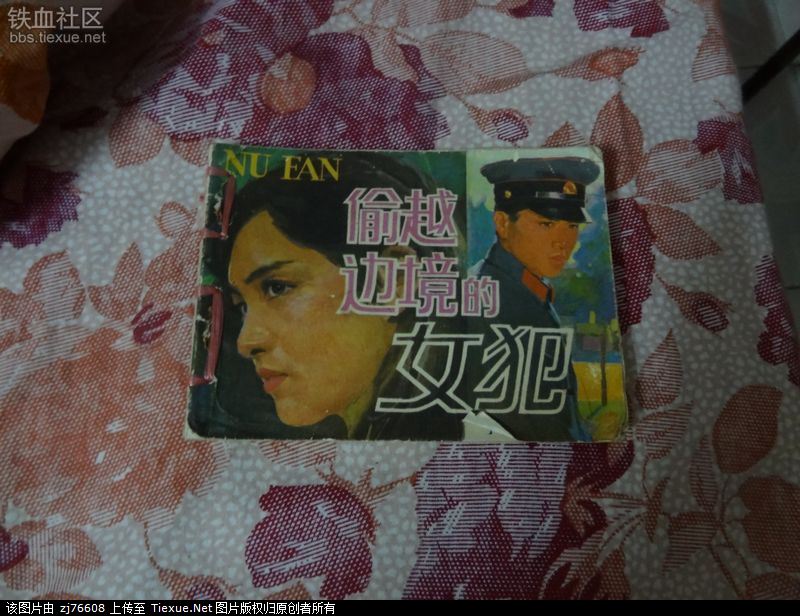 铁血社区
bbs.tiexue.net
NU FAN
偷越
边境的
女犯
该图片由 zj76608 上传至 Tiexue.Net 图片版权归原创者所有